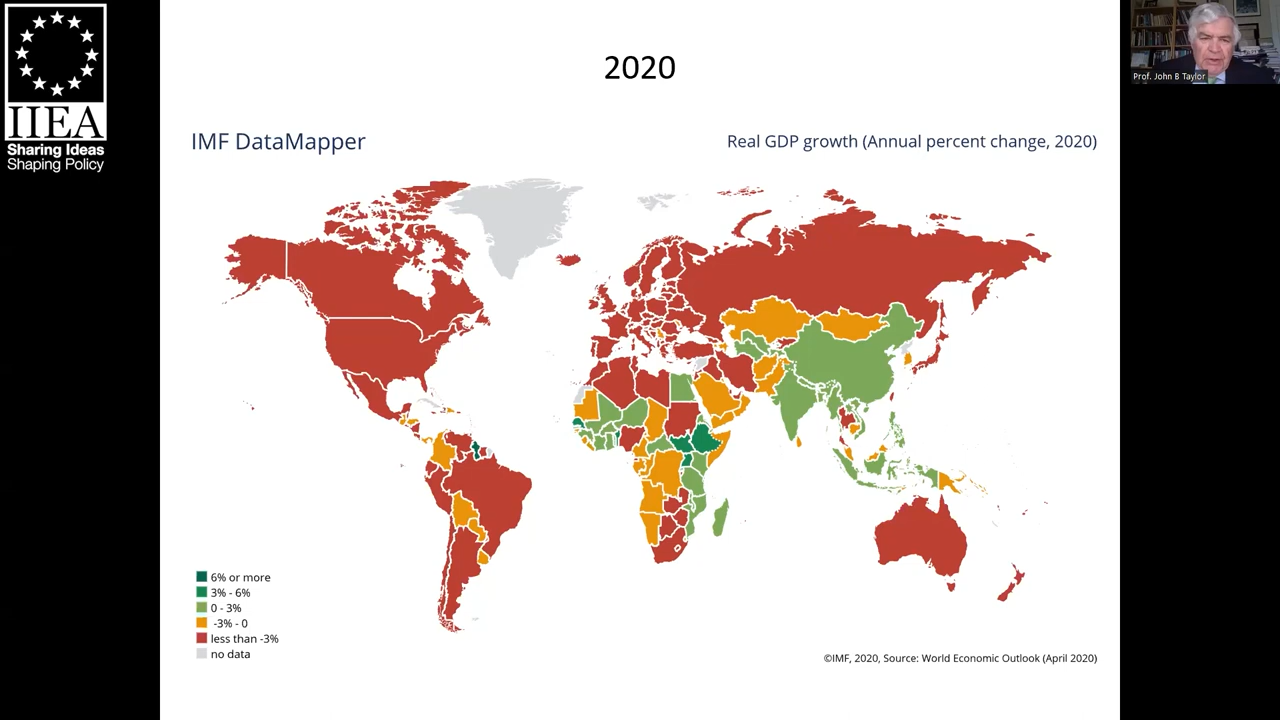 IIEA
Sharing Ideas
Shaping Policy
2020
Prof. John B Taylor
IMF DataMapper
Real GDP growth (Annual percent change, 2020)
6% or more
3% - 6%
0 - 3%
-3% - 0
less than -3%
no data
©IMF, 2020, Source: World Economic Outlook (April 2020)